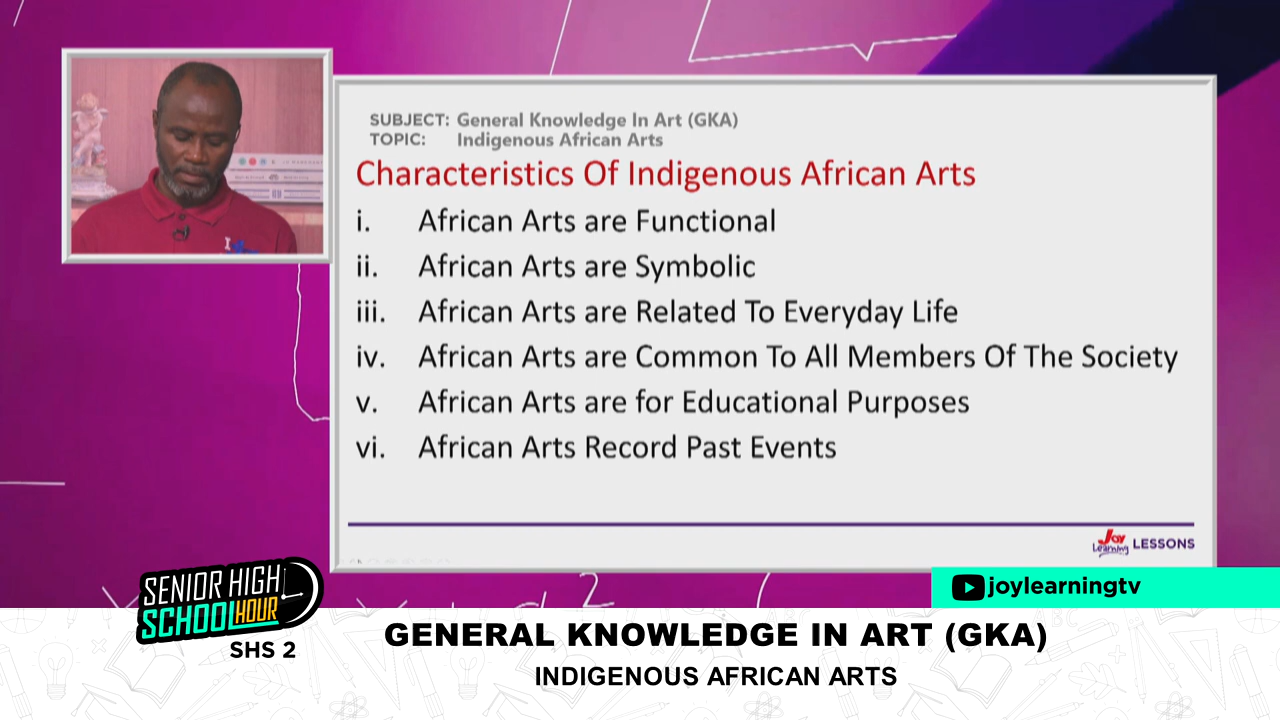 SUBJECT: General Knowledge In Art (GKA)
TOPIC: Indigenous African Arts
Characteristics Of Indigenous African Arts
i. African Arts are Functional
ii. African Arts are Symbolic
iii. African Arts are Related To Everyday Life
iv. African Arts are Common To All Members Of The Society
v. African Arts are for Educational Purposes
vi. African Arts Record Past Events
Joy Learning LESSONS
joylearningtv
SENIOR HIGH
SCHOOL HOUR
SHS 2
GENERAL KNOWLEDGE IN ART (GKA)
INDIGENOUS AFRICAN ARTS